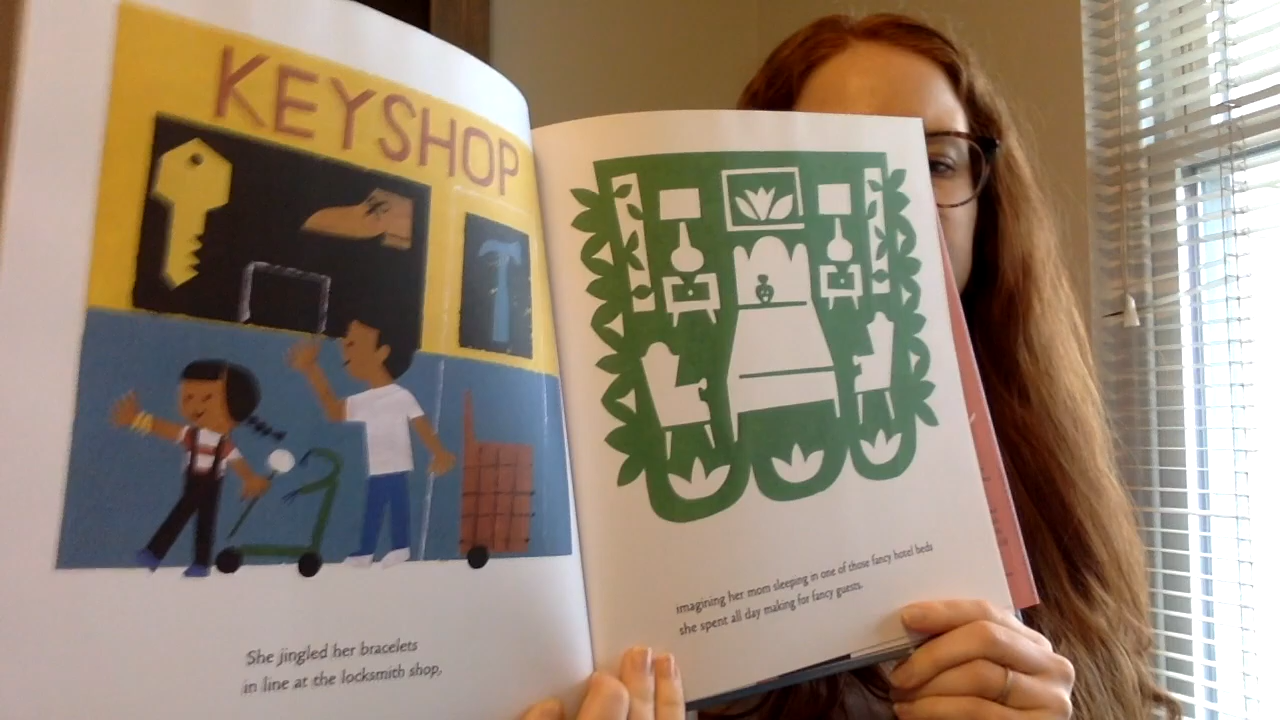 KEYSHOP
She jingled her bracelets
in line at the locksmith shop,
imagining her mom sleeping in one of those fancy hotel beds
she spent all day making for fancy guests.